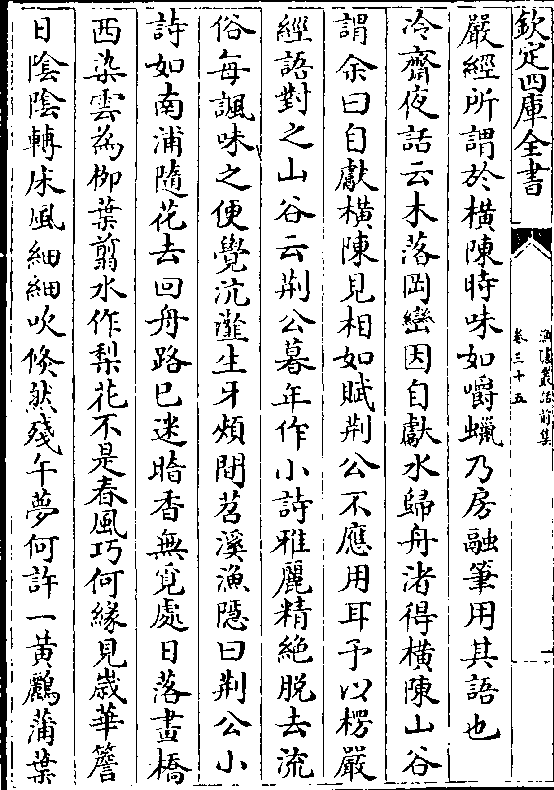 欽定四庫全書
漁隱叢話前集
卷三十五
嚴經所謂於橫陳時味如嚼蠟乃房融筆用其語也
冷齋夜話云木落岡巒因自獻水歸舟渚得橫陳山谷
謂余曰自獻橫陳見相如賦荆公不應用耳予以楞嚴
經語對之山谷云荆公暮年作小詩雅麗精絶脱去流
俗每諷味之便覺沆瀣生牙頰間苕溪漁隱曰荆公小
詩如南浦隨花去回舟路已迷暗香無覓處日落畫橋
西染雲為栁葉翦水作梨花不是春風巧何縁見嵗華簷
日隂隂轉床風細細吹倐然殘午夢何許一黄鸝蒲葉